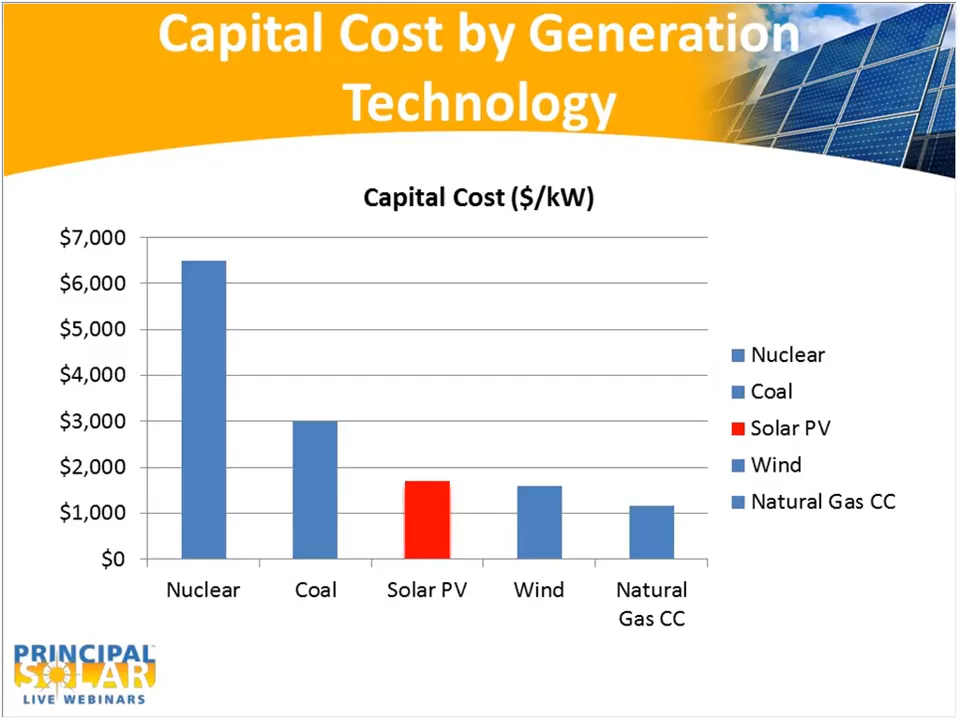 Capital Cost by Generation
Technology
Capital Cost ($/kW)
$7,000
$6,000
$5,000
$4,000
$3,000
$2,000
$1,000
$0
Nuclear
Coal
Solar PV
Wind
Natural
Gas CC
Nuclear
Coal
Solar PV
Wind
Natural Gas CC
PRINCIPAL
SOLAR
LIVE WEBINARS